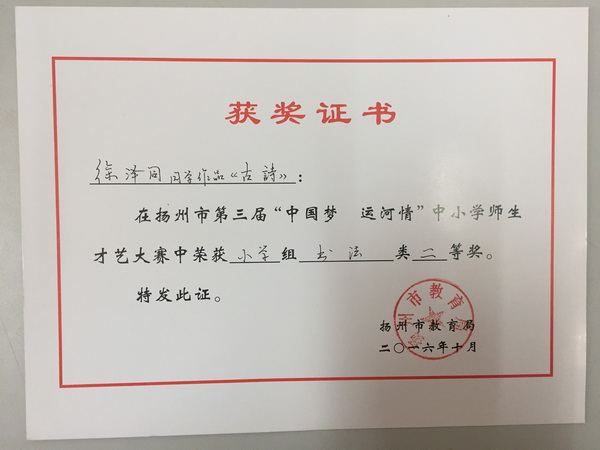 获奖证书
徐泽同同学作品《古詩》:
在扬州市第三届“中国梦 运河情”中小学师生
才艺大赛中荣获小学组书法类二等奖。
特发此证。
扬州市教育局
二〇一六年十月